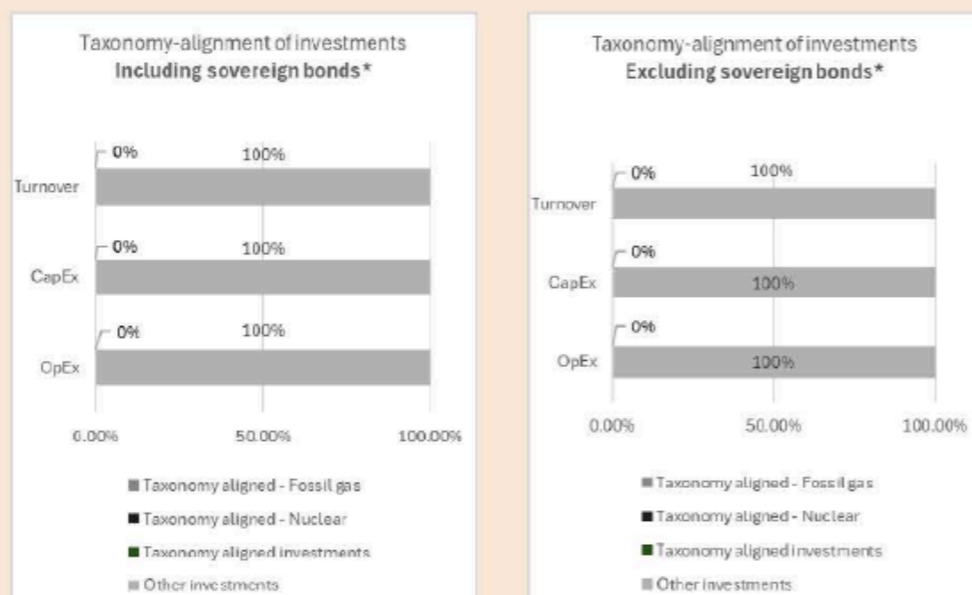 Taxonomy-alignment of investments
Including sovereign bonds*
0%
100%
Turnover
0%
100%
CapEx
0%
100%
OpEx
0.00%
50.00%
100.00%
Taxonomy aligned - Fossil gas
Taxonomy aligned - Nuclear
Taxonomy aligned investments
Other investments
Taxonomy-alignment of investments
Excluding sovereign bonds*
0%
100%
Turnover
0%
CapEx
100%
0%
OpEx
100%
0.00%
50.00%
100.00%
Taxonomy aligned - Fossil gas
Taxonomy aligned - Nuclear
Taxonomy aligned investments
Other investments